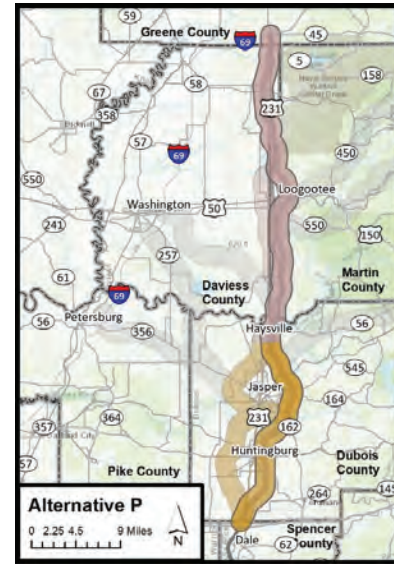 59
Greene County
69
45
5
158
67
358
58
231
57
69
450
Loogootee
550
Washington
50
550
241
150
257
61
Daviess
County
Martin
County
69
56
Petersburg
356
Haysville
56
545
Jasper
164
231
364
357
162
Huntingburg
57
Pike County
Dubois
County
264
145
Alternative P
Spencer
County
0 2.25 4.5 9 Miles
N
Dale
62